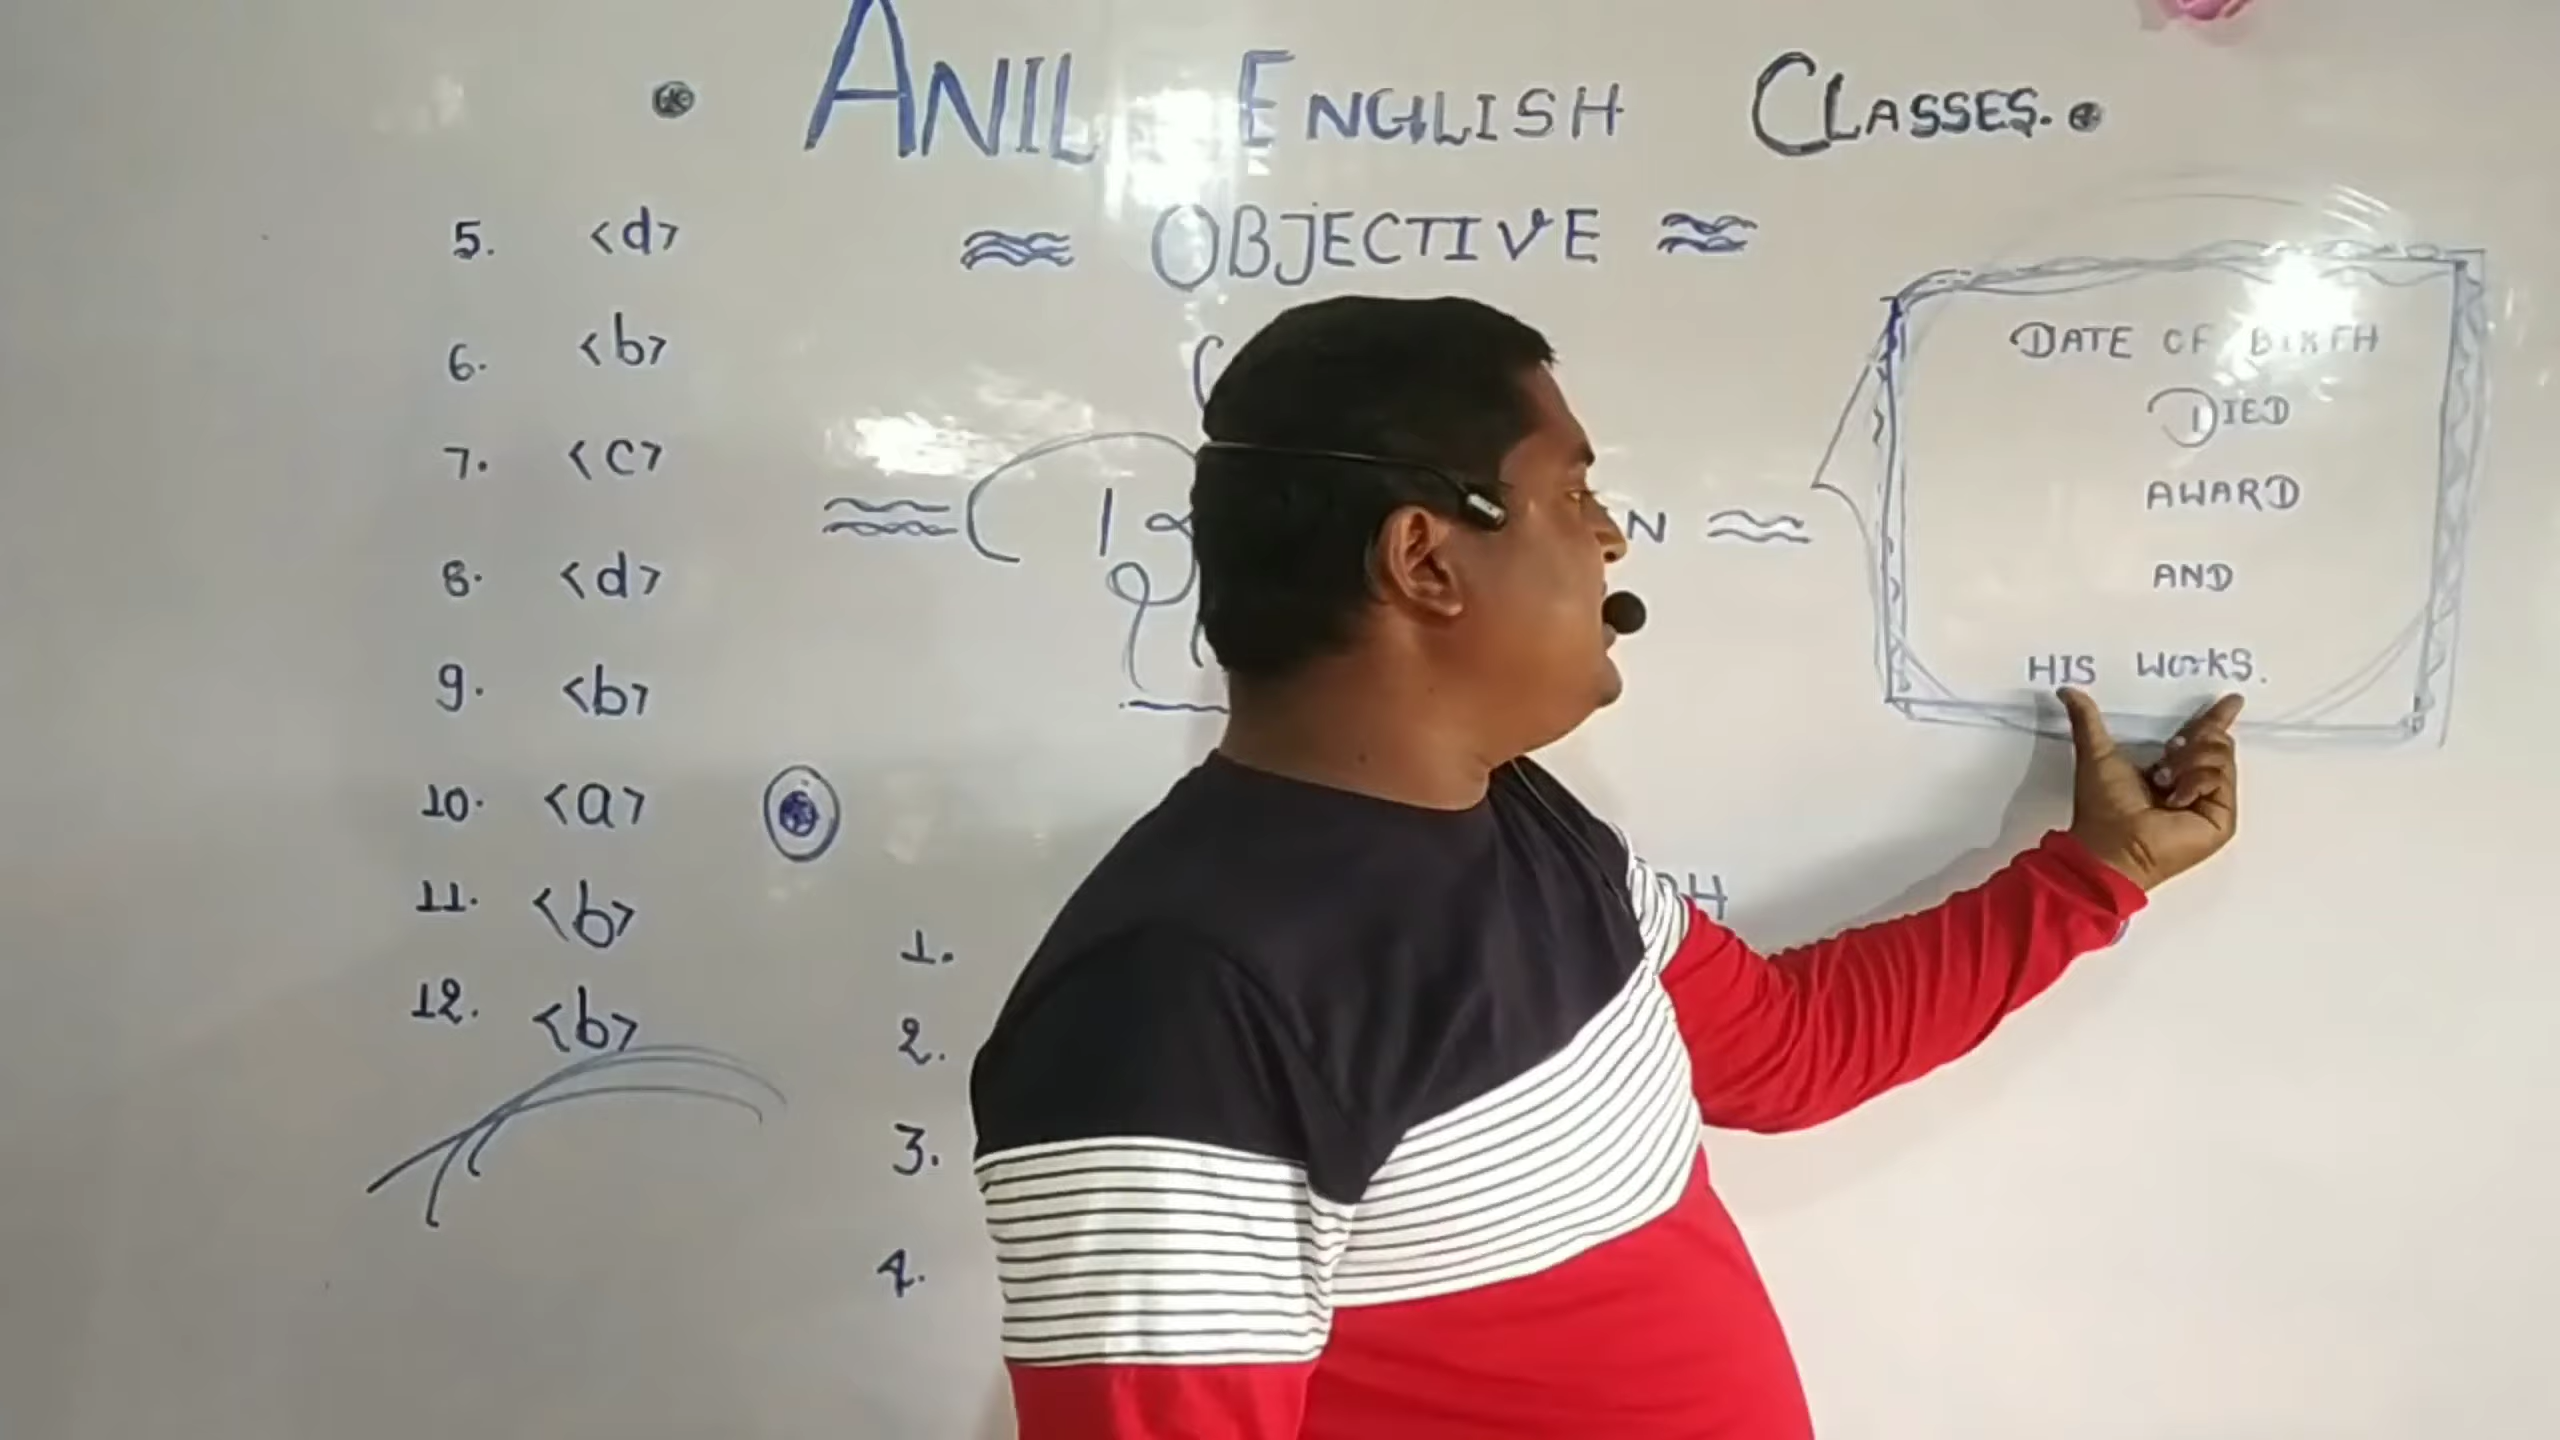 ANIL ENGLISH CLASSES.
OBJECTIVE
5. <d>
6. <b>
7. <c>
8. <d>
9. <b>
10. <a>
11. <b>
12. <b>
1.
2.
3.
4.
DATE OF BIRTH
DIED
AWARD
AND
HIS WORKS.